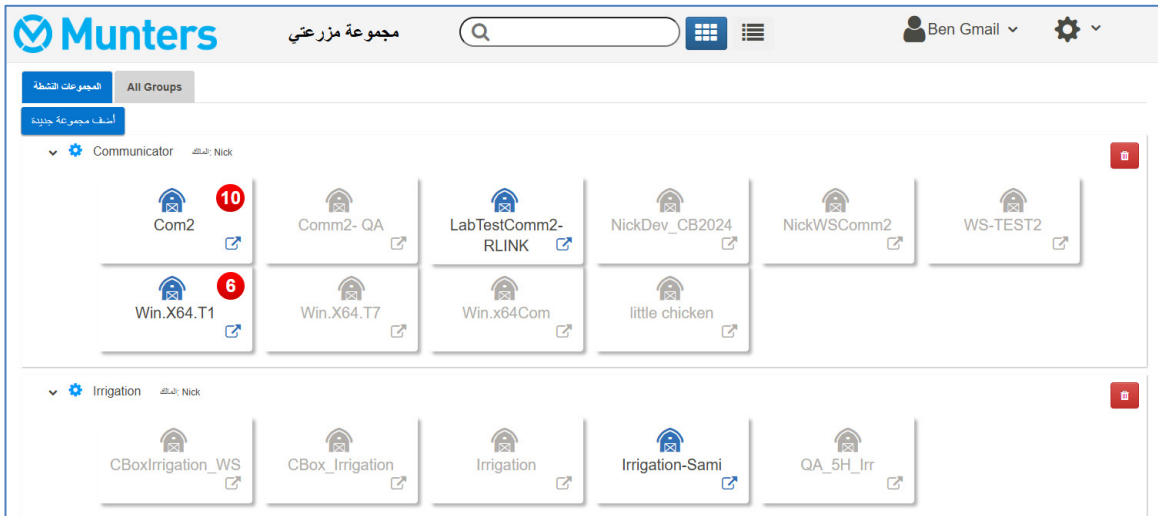 Munters
مجموعة مزرعتي
Ben Gmail
المجموعات النشطة
All Groups
أضف مجموعة جديدة
Communicator المالك: Nick
10
Com2
Comm2- QA
LabTestComm2-
RLINK
NickDev_CB2024
NickWSComm2
WS-TEST2
6
Win.X64.T1
Win.X64.T7
Win.x64Com
little chicken
Irrigation المالك: Nick
CBoxIrrigation_WS
CBox_Irrigation
Irrigation
Irrigation-Sami
QA_5H_Irr